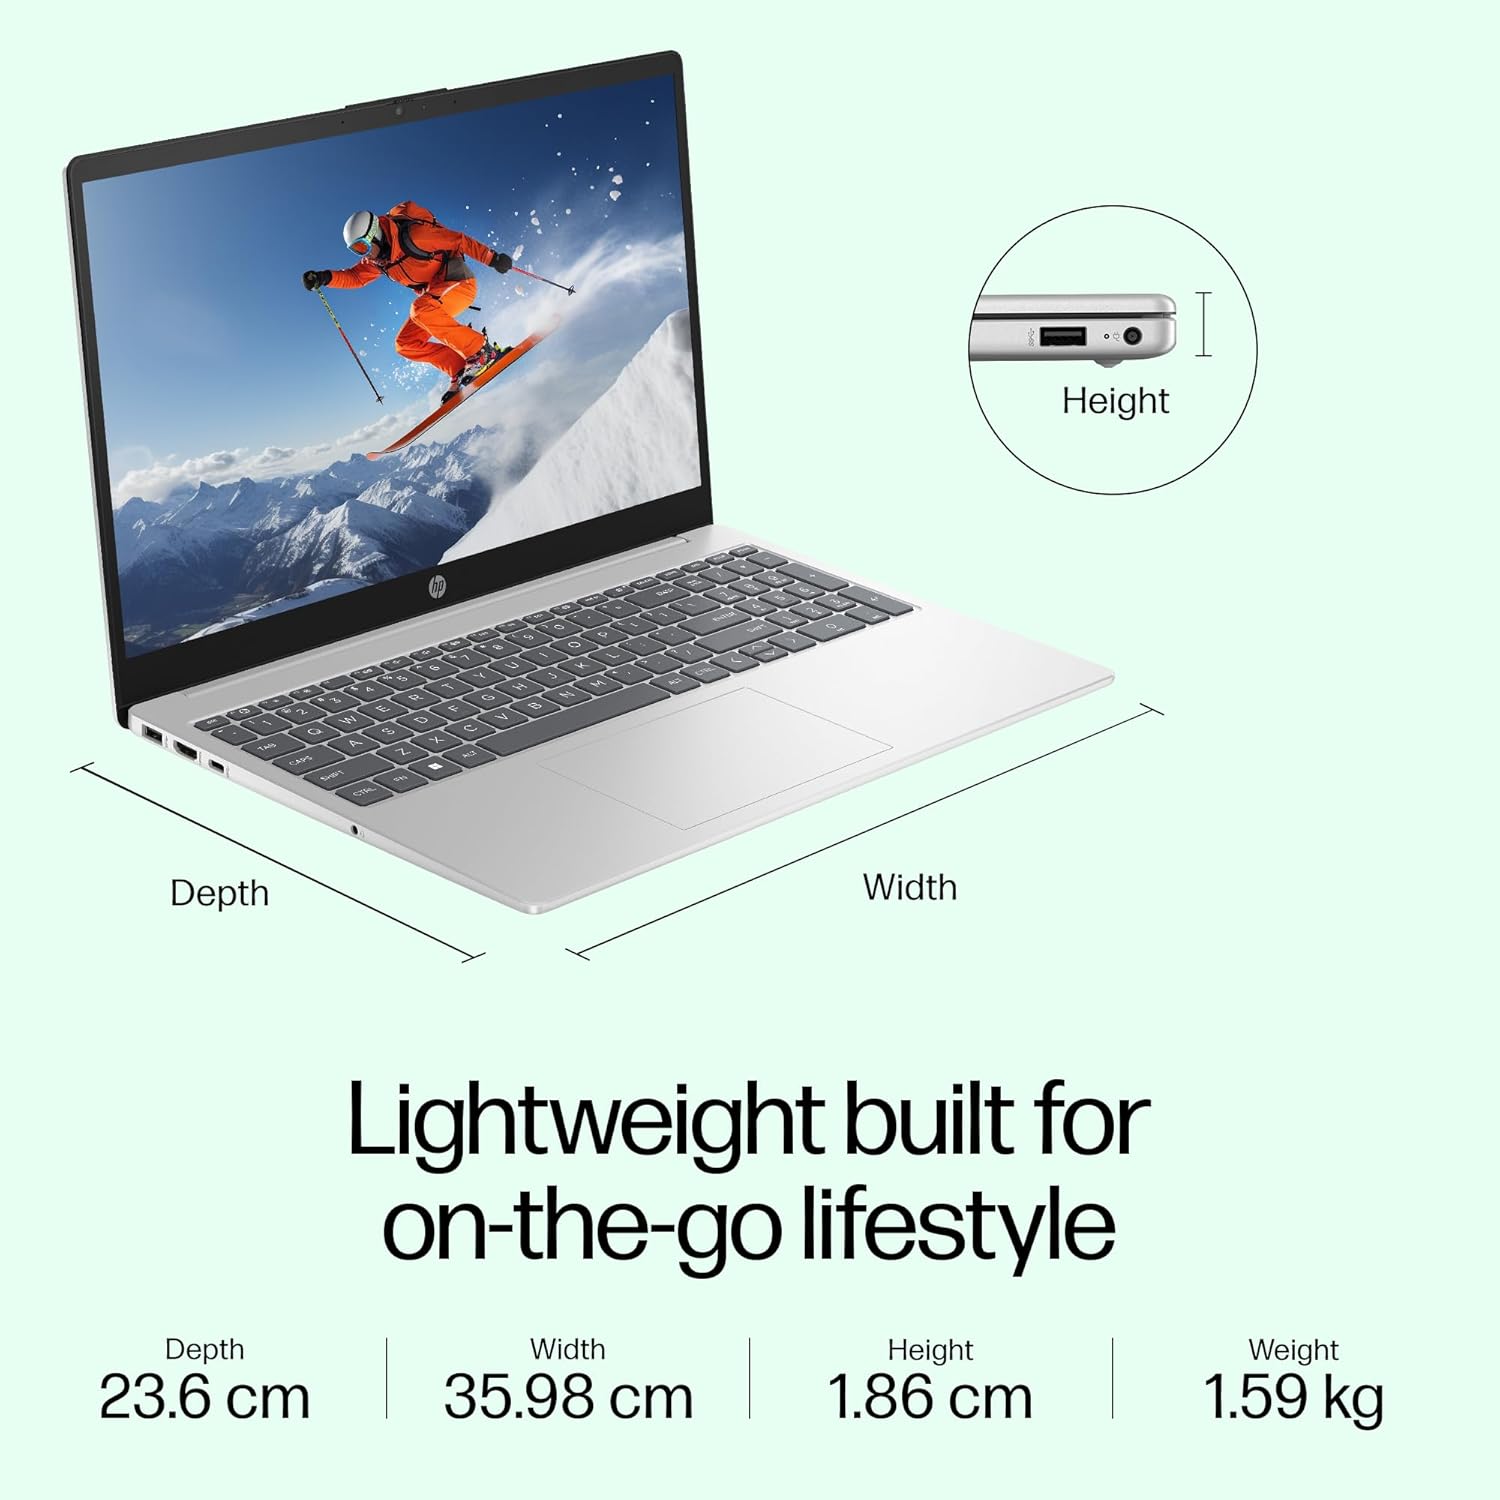 hp
Height
Depth
Width
Lightweight built for
on-the-go lifestyle
Depth
23.6 cm
Width
35.98 cm
Height
1.86 cm
Weight
1.59 kg